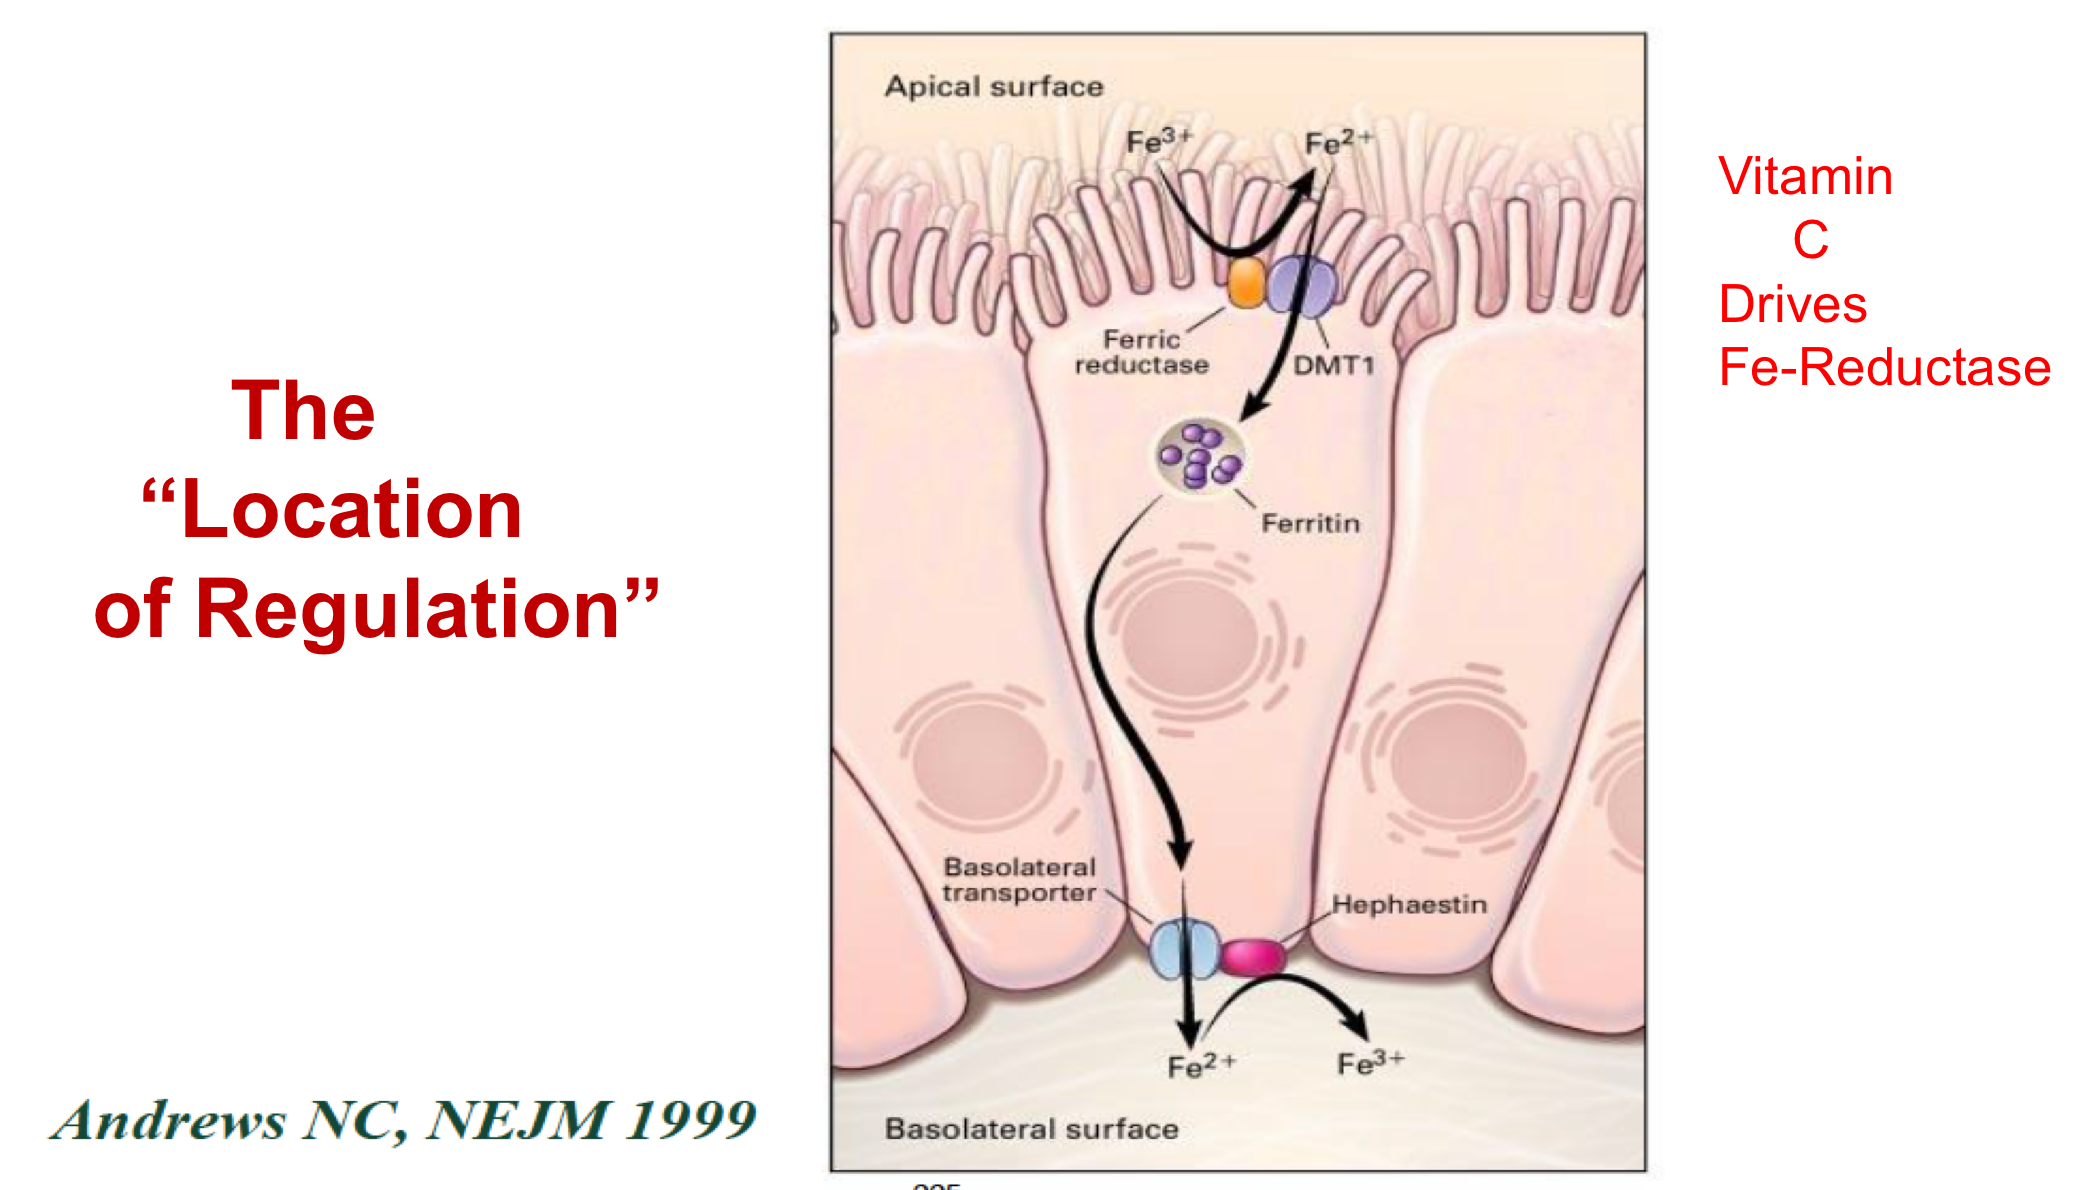 The
“Location
of Regulation”
Andrews NC, NEJM 1999
Apical surface
Fe³⁺
Fe²⁺
Ferric
reductase
DMT1
Ferritin
Basolateral
transporter
Hephaestin
Fe²⁺
Fe³⁺
Basolateral surface
Vitamin
C
Drives
Fe-Reductase